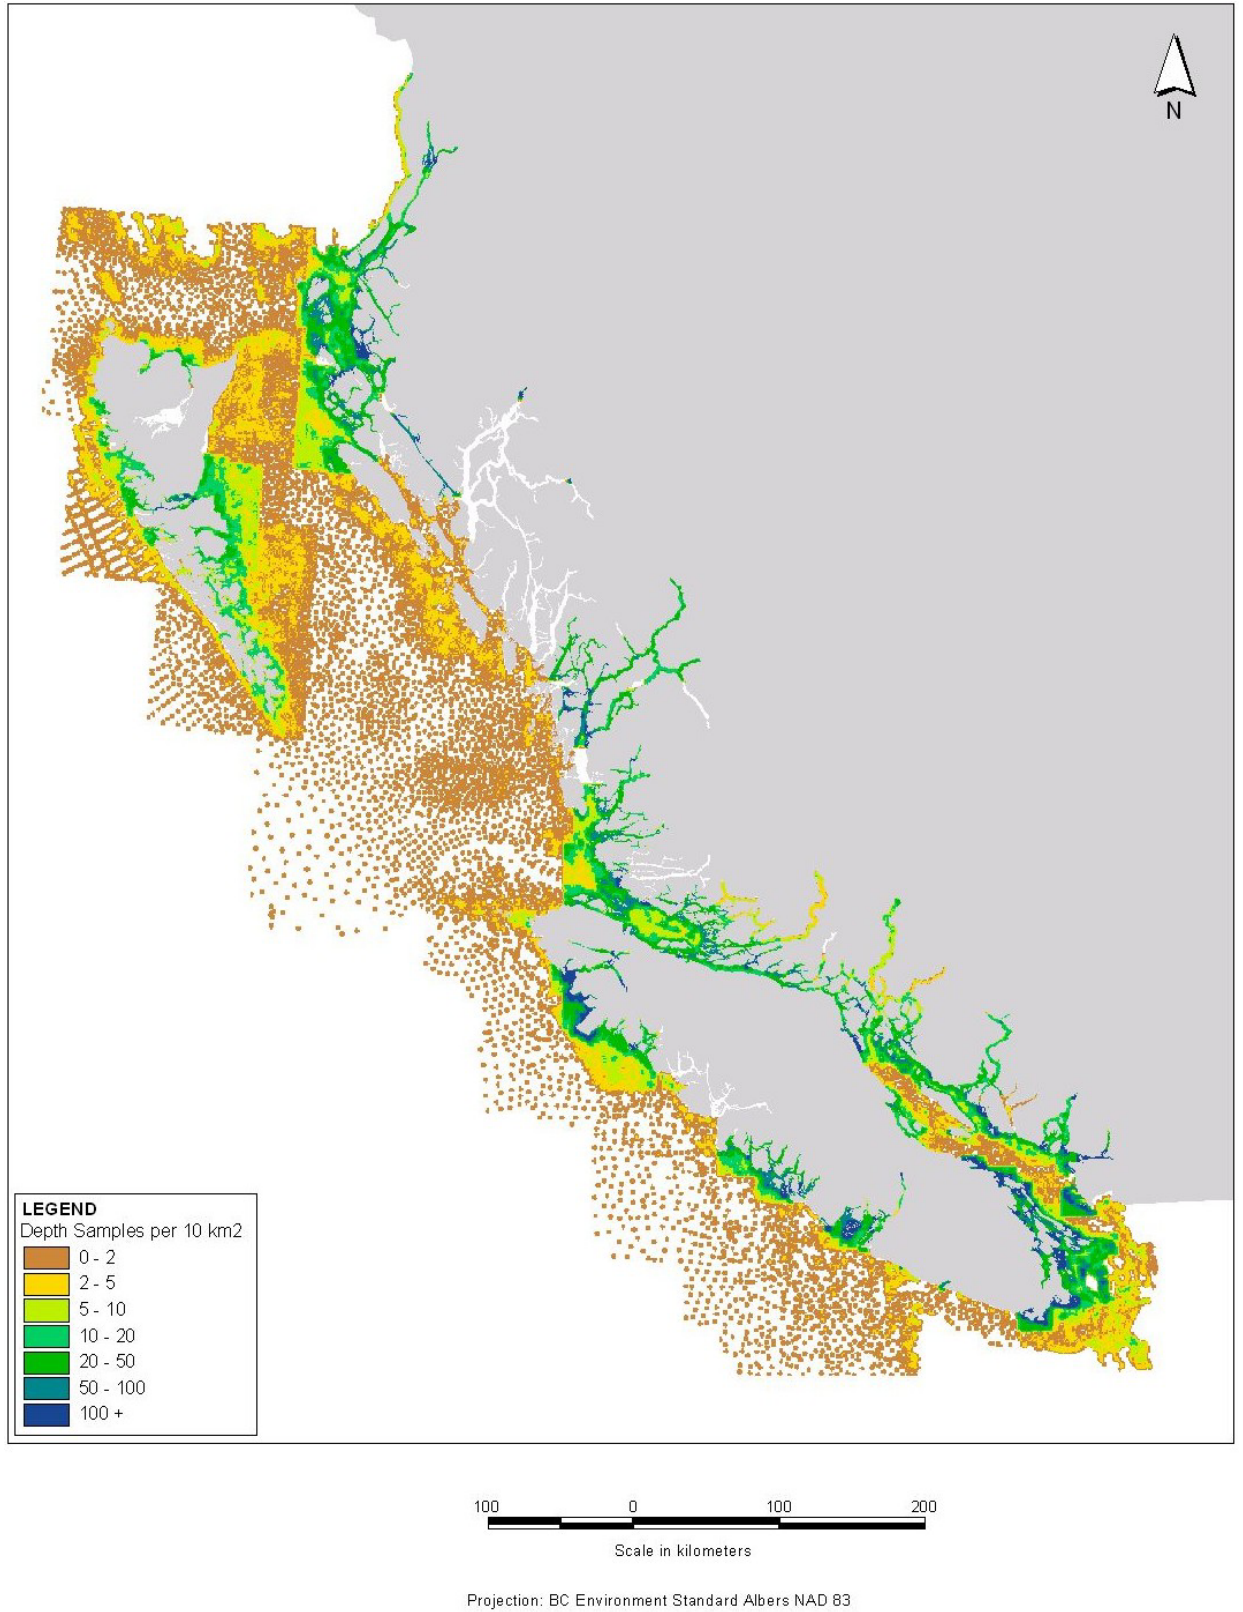 N
LEGEND
Depth Samples per 10 km2
0 - 2
2 - 5
5 - 10
10 - 20
20 - 50
50 - 100
100 +
100 0 100 200
Scale in kilometers
Projection: BC Environment Standard Albers NAD 83